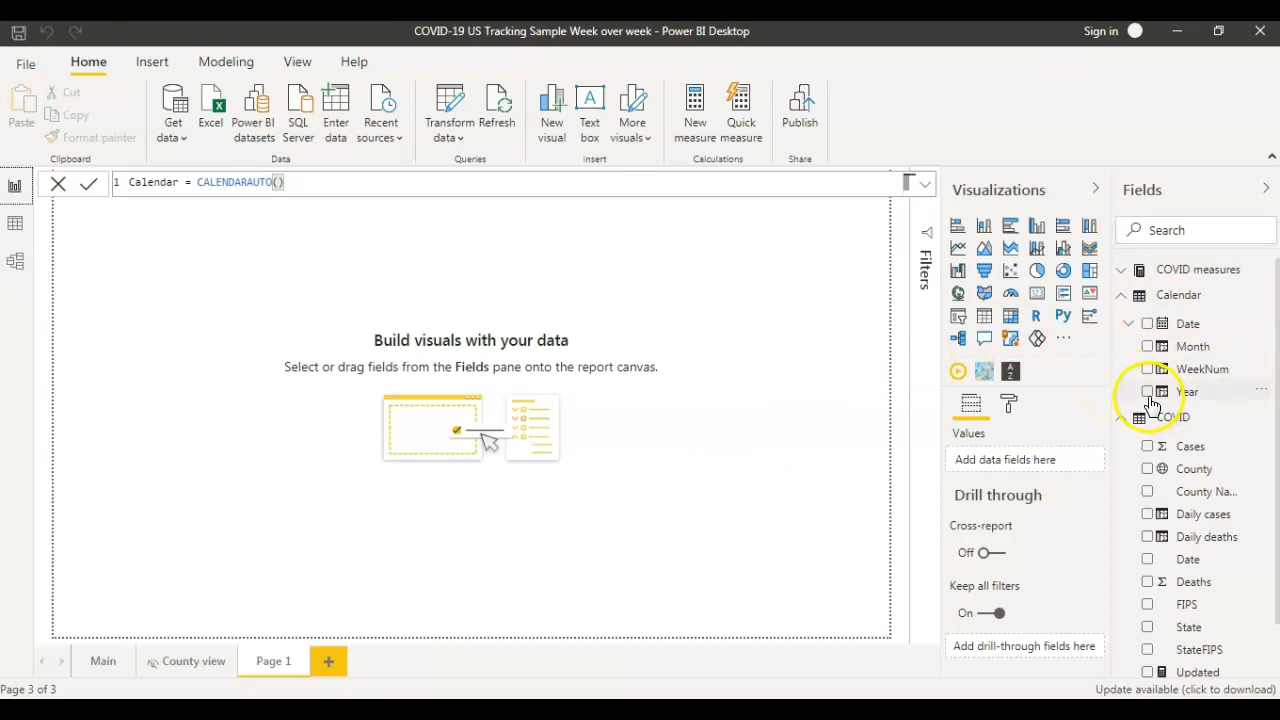 COVID-19 US Tracking Sample Week over week - Power BI Desktop
Sign in
File
Home
Insert
Modeling
View
Help
Paste
Cut
Copy
Format painter
Clipboard
Get data
Excel
Power BI datasets
SQL Server
Enter data
Recent sources
Data
Transform data
Refresh
Queries
New visual
Text box
More visuals
Insert
New measure
Quick measure
Calculations
Publish
Share
1 Calendar = CALENDARAUTO()
Build visuals with your data
Select or drag fields from the Fields pane onto the report canvas.
Filters
Visualizations
R
Py
A
Z
Values
Add data fields here
Drill through
Cross-report
Off
Keep all filters
On
Add drill-through fields here
Fields
Search
COVID measures
Calendar
Date
Month
WeekNum
Year
COVID
Cases
County
County Na...
Daily cases
Daily deaths
Date
Deaths
FIPS
State
StateFIPS
Updated
Main
County view
Page 1
Page 3 of 3
Update available (click to download)